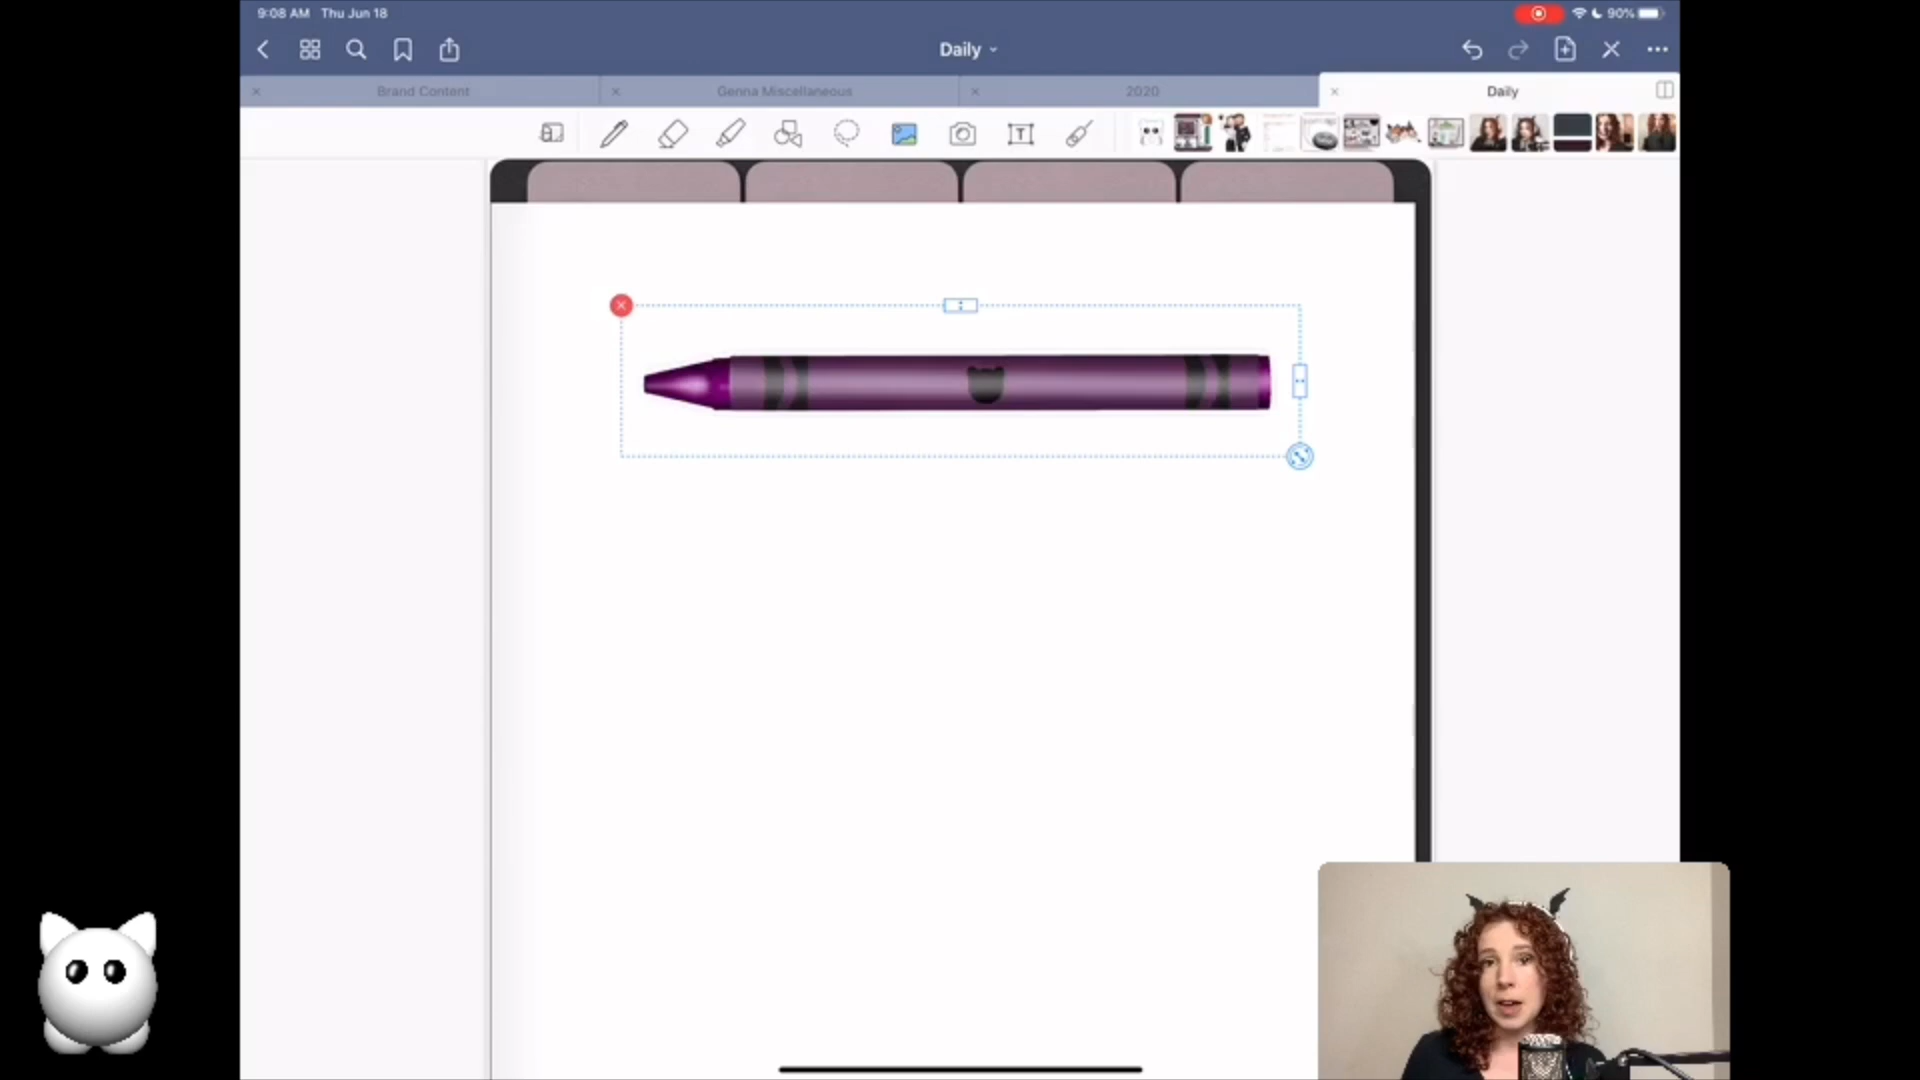 9:08 AM Thu Jun 18
90%
Daily
Brand Content
Genna Miscellaneous
2020
Daily
T